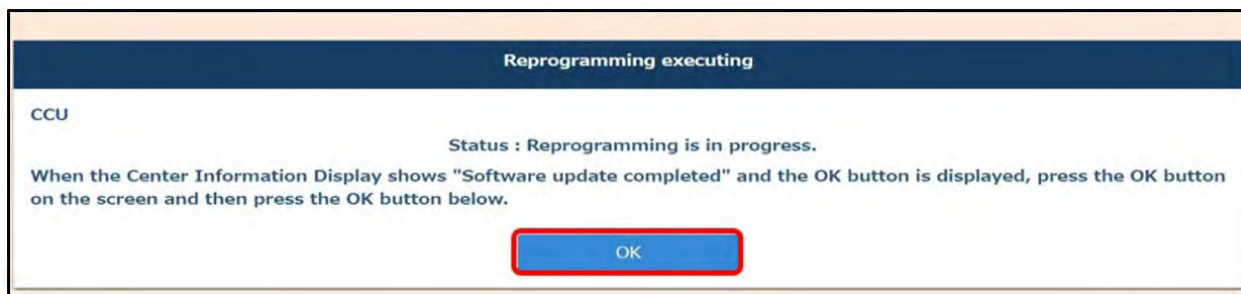 Reprogramming executing
CCU
Status : Reprogramming is in progress.
When the Center Information Display shows "Software update completed" and the OK button is displayed, press the OK button
on the screen and then press the OK button below.
OK